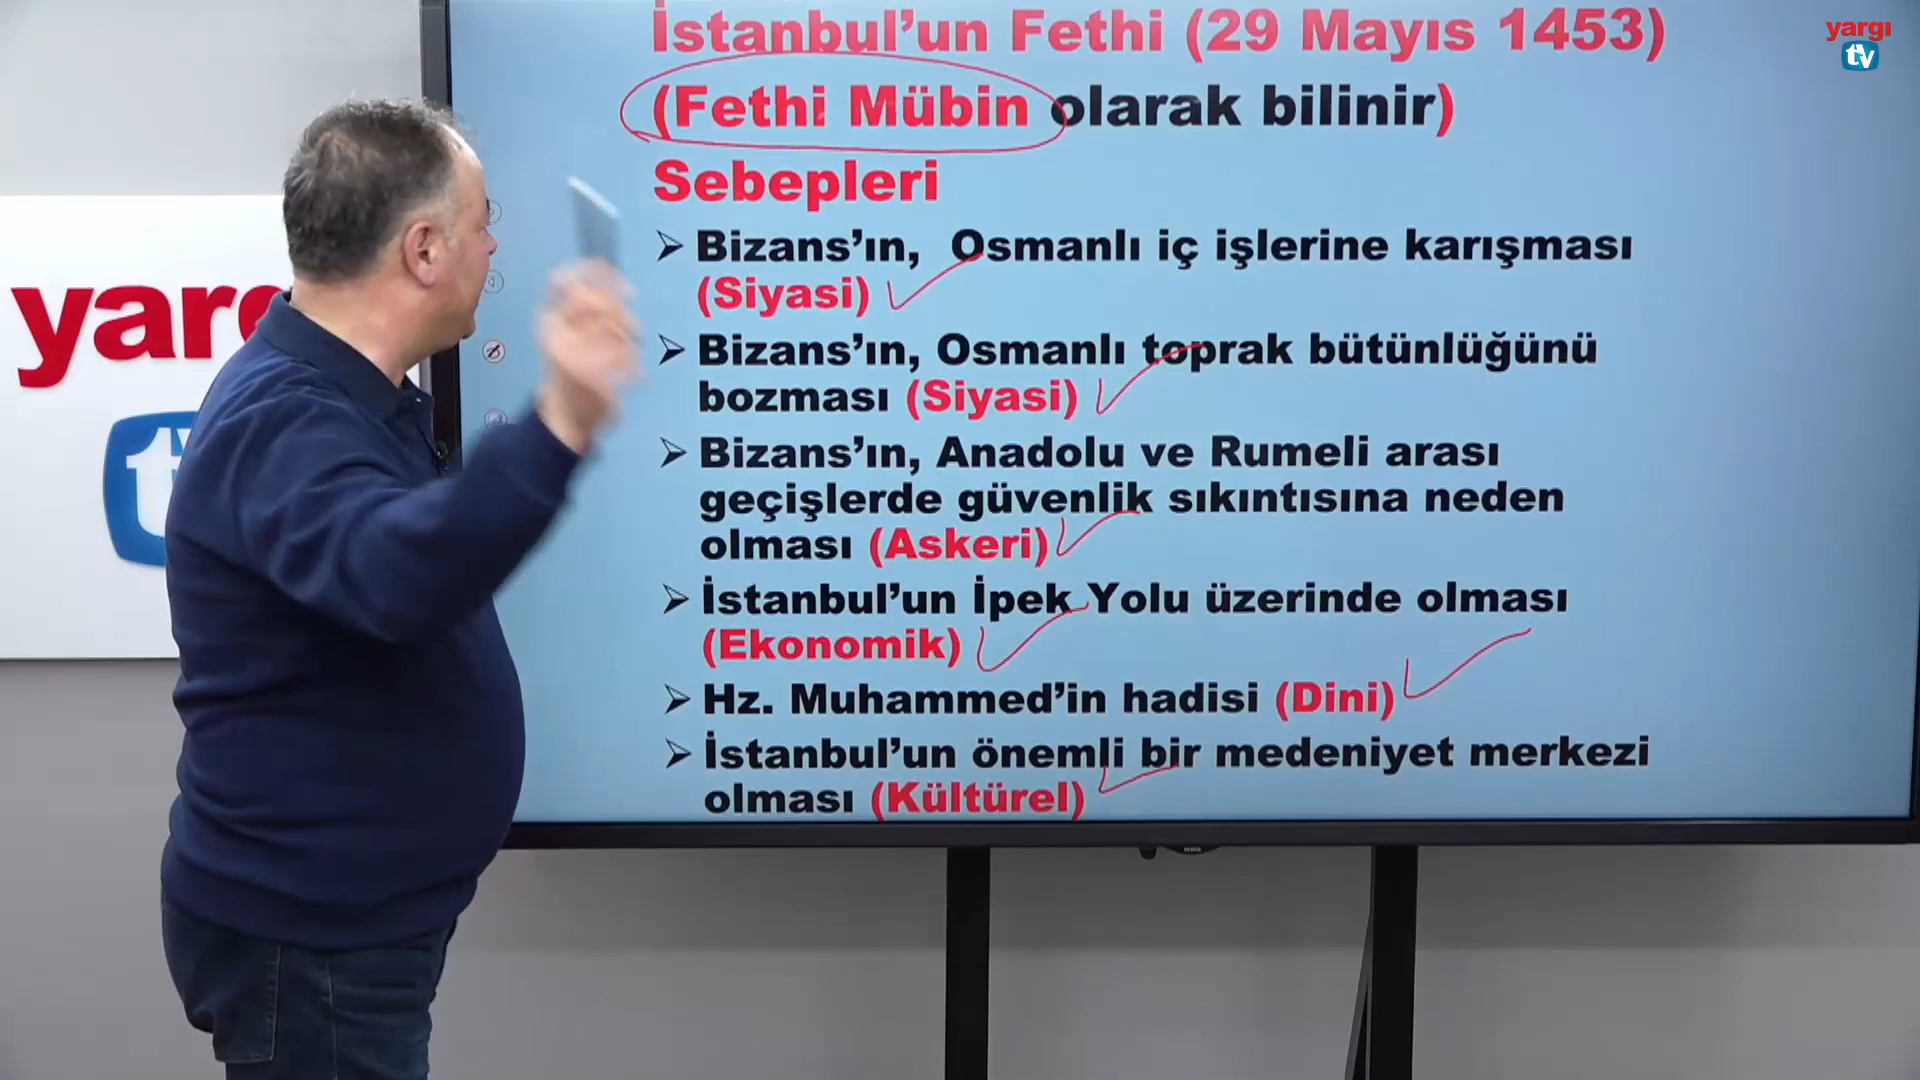 İstanbul’un Fethi (29 Mayıs 1453)
(Fethi Mübin olarak bilinir)
Sebepleri
➢ Bizans’ın, Osmanlı iç işlerine karışması
(Siyasi)
➢ Bizans’ın, Osmanlı toprak bütünlüğünü
bozması (Siyasi)
➢ Bizans’ın, Anadolu ve Rumeli arası
geçişlerde güvenlik sıkıntısına neden
olması (Askeri)
➢ İstanbul’un İpek Yolu üzerinde olması
(Ekonomik)
➢ Hz. Muhammed’in hadisi (Dini)
➢ İstanbul’un önemli bir medeniyet merkezi
olması (Kültürel)
yargı
tv